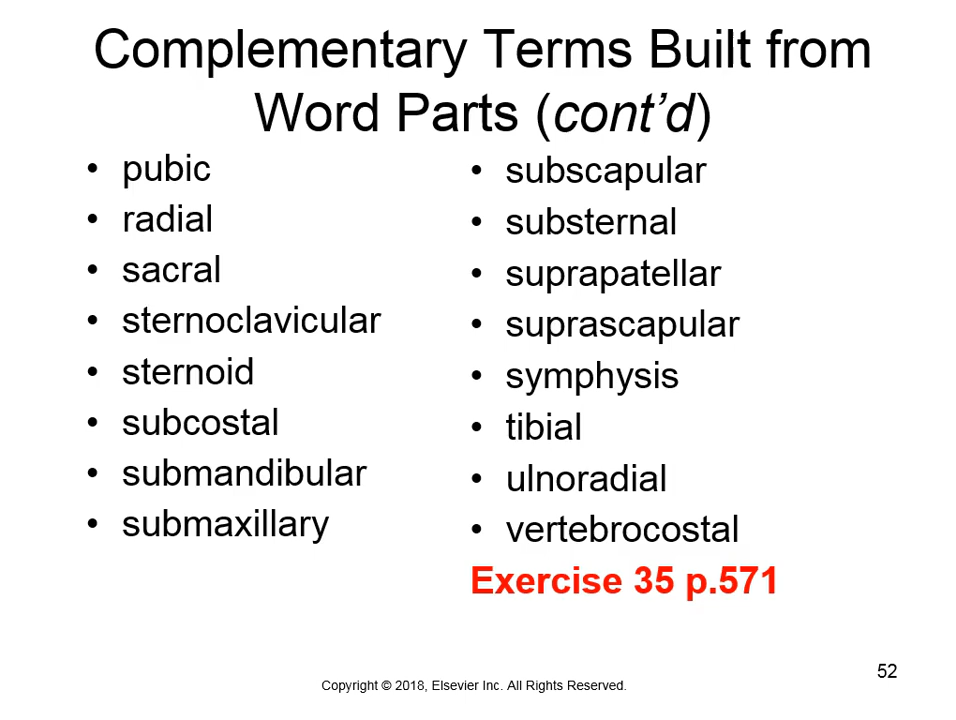 Complementary Terms Built from
Word Parts (cont’d)
• pubic
• radial
• sacral
• sternoclavicular
• sternoid
• subcostal
• submandibular
• submaxillary
• subscapular
• substernal
• suprapatellar
• suprascapular
• symphysis
• tibial
• ulnoradial
• vertebrocostal
Exercise 35 p.571
52
Copyright © 2018, Elsevier Inc. All Rights Reserved.